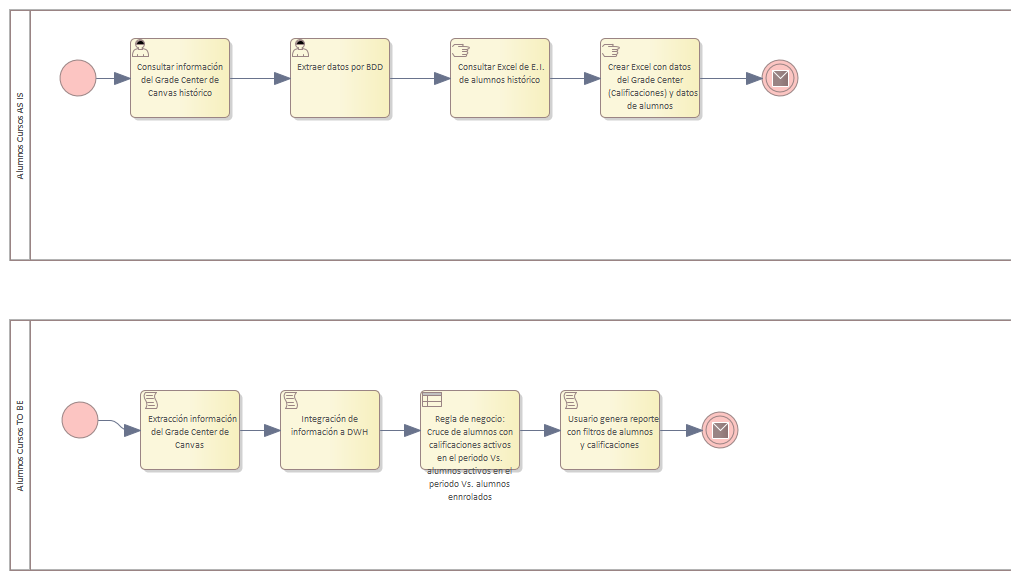 Alumnos Cursos AS IS
Consultar información
del Grade Center de
Canvas histórico
Extraer datos por BDD
Consultar Excel de E.I.
de alumnos histórico
Crear Excel con datos
del Grade Center
(Calificaciones) y datos
de alumnos
Alumnos Cursos TO BE
Extracción información
del Grade Center de
Canvas
Integración de
información a DWH
Regla de negocio:
Cruce de alumnos con
calificaciones activos
en el periodo Vs.
alumnos activos en el
periodo Vs. alumnos
ennrolados
Usuario genera reporte
con filtros de alumnos
y calificaciones